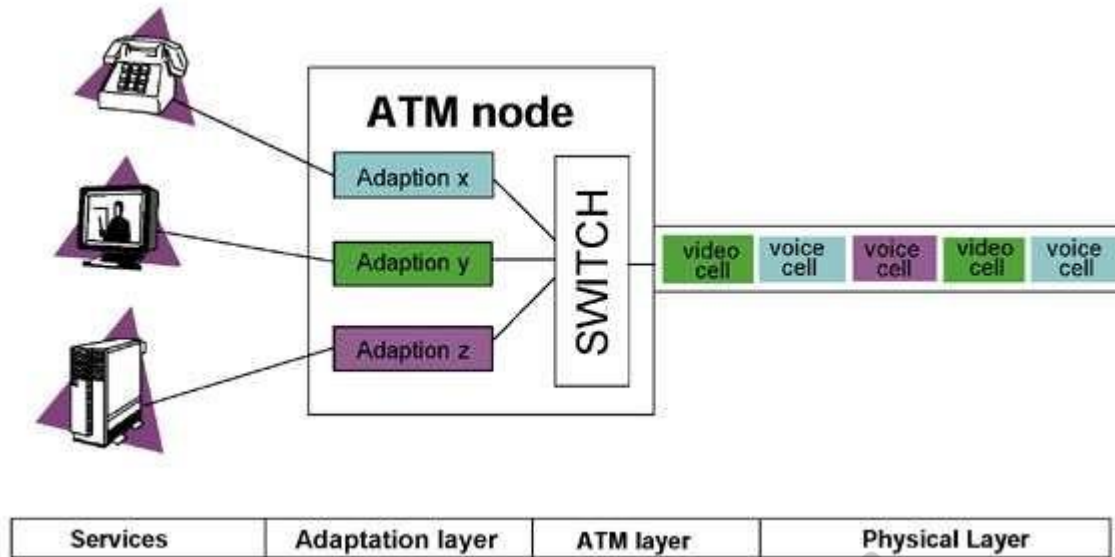 ATM node
Adaption x
Adaption y
Adaption z
SWITCH
video cell
voice cell
voice cell
video cell
voice cell
Services
Adaptation layer
ATM layer
Physical Layer